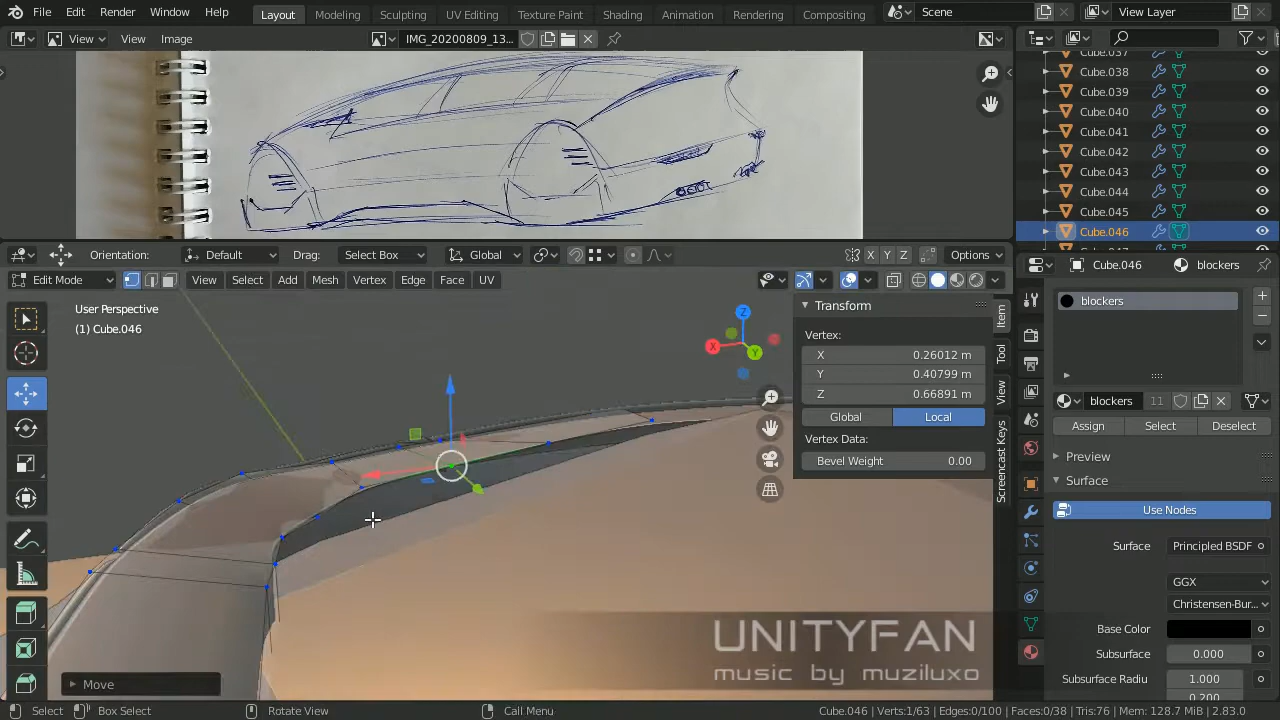 File Edit Render Window Help
Layout Modeling Sculpting UV Editing Texture Paint Shading Animation Rendering Compositing
Scene
View Layer
View View Image
IMG_20200809_13...
Cube.037
Cube.038
Cube.039
Cube.040
Cube.041
Cube.042
Cube.043
Cube.044
Cube.045
Cube.046
Orientation: Default Drag: Select Box Global X Y Z Options
Edit Mode View Select Add Mesh Vertex Edge Face UV
User Perspective
(1) Cube.046
Z
X
Y
Transform
Vertex:
X 0.26012 m
Y 0.40799 m
Z 0.66891 m
Global Local
Vertex Data:
Bevel Weight 0.00
Item
Tool
View
Screencast Keys
Cube.046 blockers
blockers
blockers 11
Assign Select Deselect
Preview
Surface
Use Nodes
Surface Principled BSDF
GGX
Christensen-Bur...
Base Color
Subsurface 0.000
Subsurface Radiu 1.000
0.200
UNITYFAN
music by muziluxo
Move
Select Box Select Rotate View Call Menu
Cube.046 | Verts:1/63 | Edges:0/100 | Faces:0/38 | Tris:76 | Mem: 128.7 MiB | 2.83.0